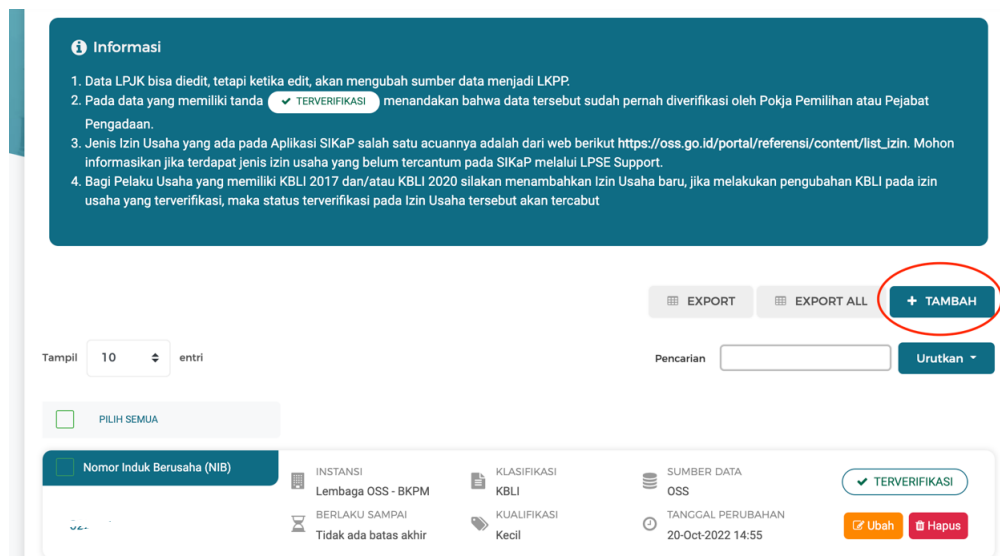 Informasi
1. Data LPJK bisa diedit, tetapi ketika edit, akan mengubah sumber data menjadi LKPP.
2. Pada data yang memiliki tanda TERVERIFIKASI menandakan bahwa data tersebut sudah pernah diverifikasi oleh Pokja Pemilihan atau Pejabat
Pengadaan.
3. Jenis Izin Usaha yang ada pada Aplikasi SIKaP salah satu acuannya adalah dari web berikut https://oss.go.id/portal/referensi/content/list_izin. Mohon
informasikan jika terdapat jenis izin usaha yang belum tercantum pada SIKaP melalui LPSE Support.
4. Bagi Pelaku Usaha yang memiliki KBLI 2017 dan/atau KBLI 2020 silakan menambahkan Izin Usaha baru, jika melakukan pengubahan KBLI pada izin
usaha yang terverifikasi, maka status terverifikasi pada Izin Usaha tersebut akan tercabut
EXPORT EXPORT ALL + TAMBAH
Tampil 10 entri Pencarian Urutkan
PILIH SEMUA
Nomor Induk Berusaha (NIB)
INSTANSI KLASIFIKASI SUMBER DATA
Lembaga OSS - BKPM KBLI OSS TERVERIFIKASI
BERLAKU SAMPAI KUALIFIKASI TANGGAL PERUBAHAN
Tidak ada batas akhir Kecil 20-Oct-2022 14:55 Ubah Hapus